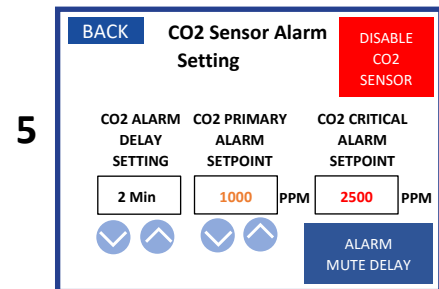 BACK
CO2 Sensor Alarm
Setting
DISABLE
CO2
SENSOR
5
CO2 ALARM
DELAY
SETTING
CO2 PRIMARY
ALARM
SETPOINT
CO2 CRITICAL
ALARM
SETPOINT
2 Min
1000 PPM
2500 PPM
ALARM
MUTE DELAY